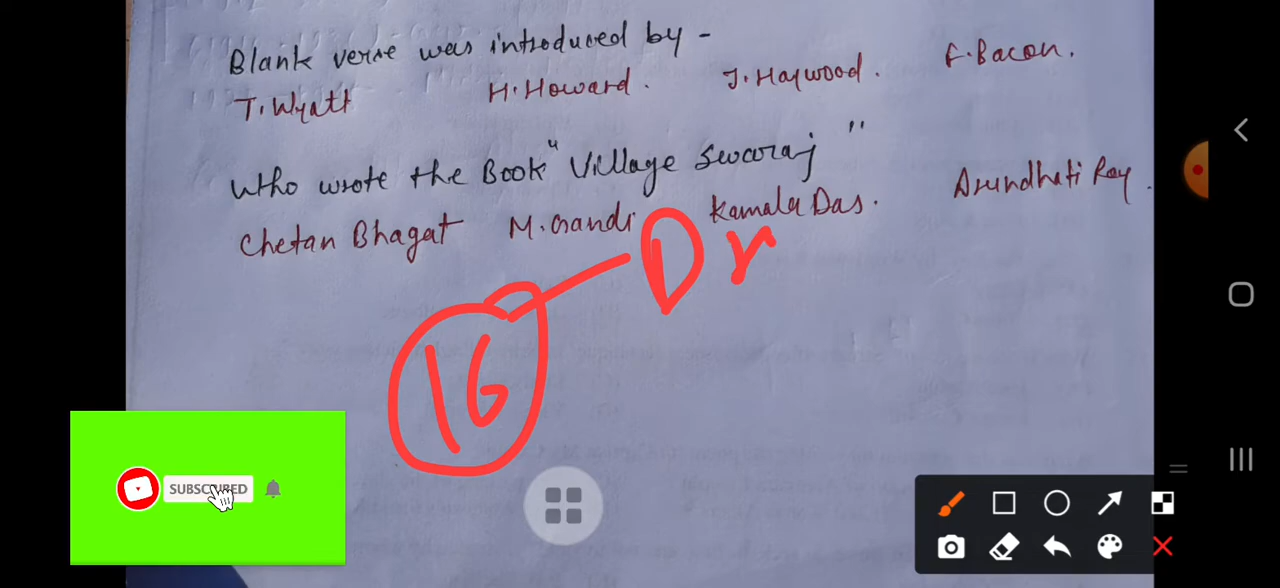 Blank verse was introduced by -
T. Wyatt H. Howard. J. Haywood. F. Bacon.
Who wrote the Book "Village Swaraj"
Chetan Bhagat M. Gandi Kamala Das. Arundhati Roy.
Dr
16
SUBSCRIBED